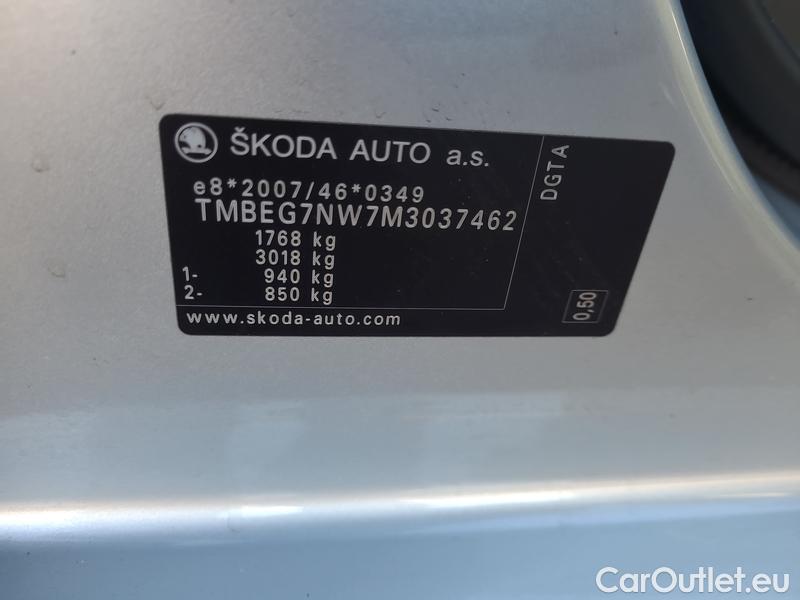 ŠKODA AUTO a.s.
e8*2007/46*0349
TMBEG7NW7M3037462
1768 kg
3018 kg
1- 940 kg
2- 850 kg
www.skoda-auto.com
DGTA
0,50
CarOutlet.eu